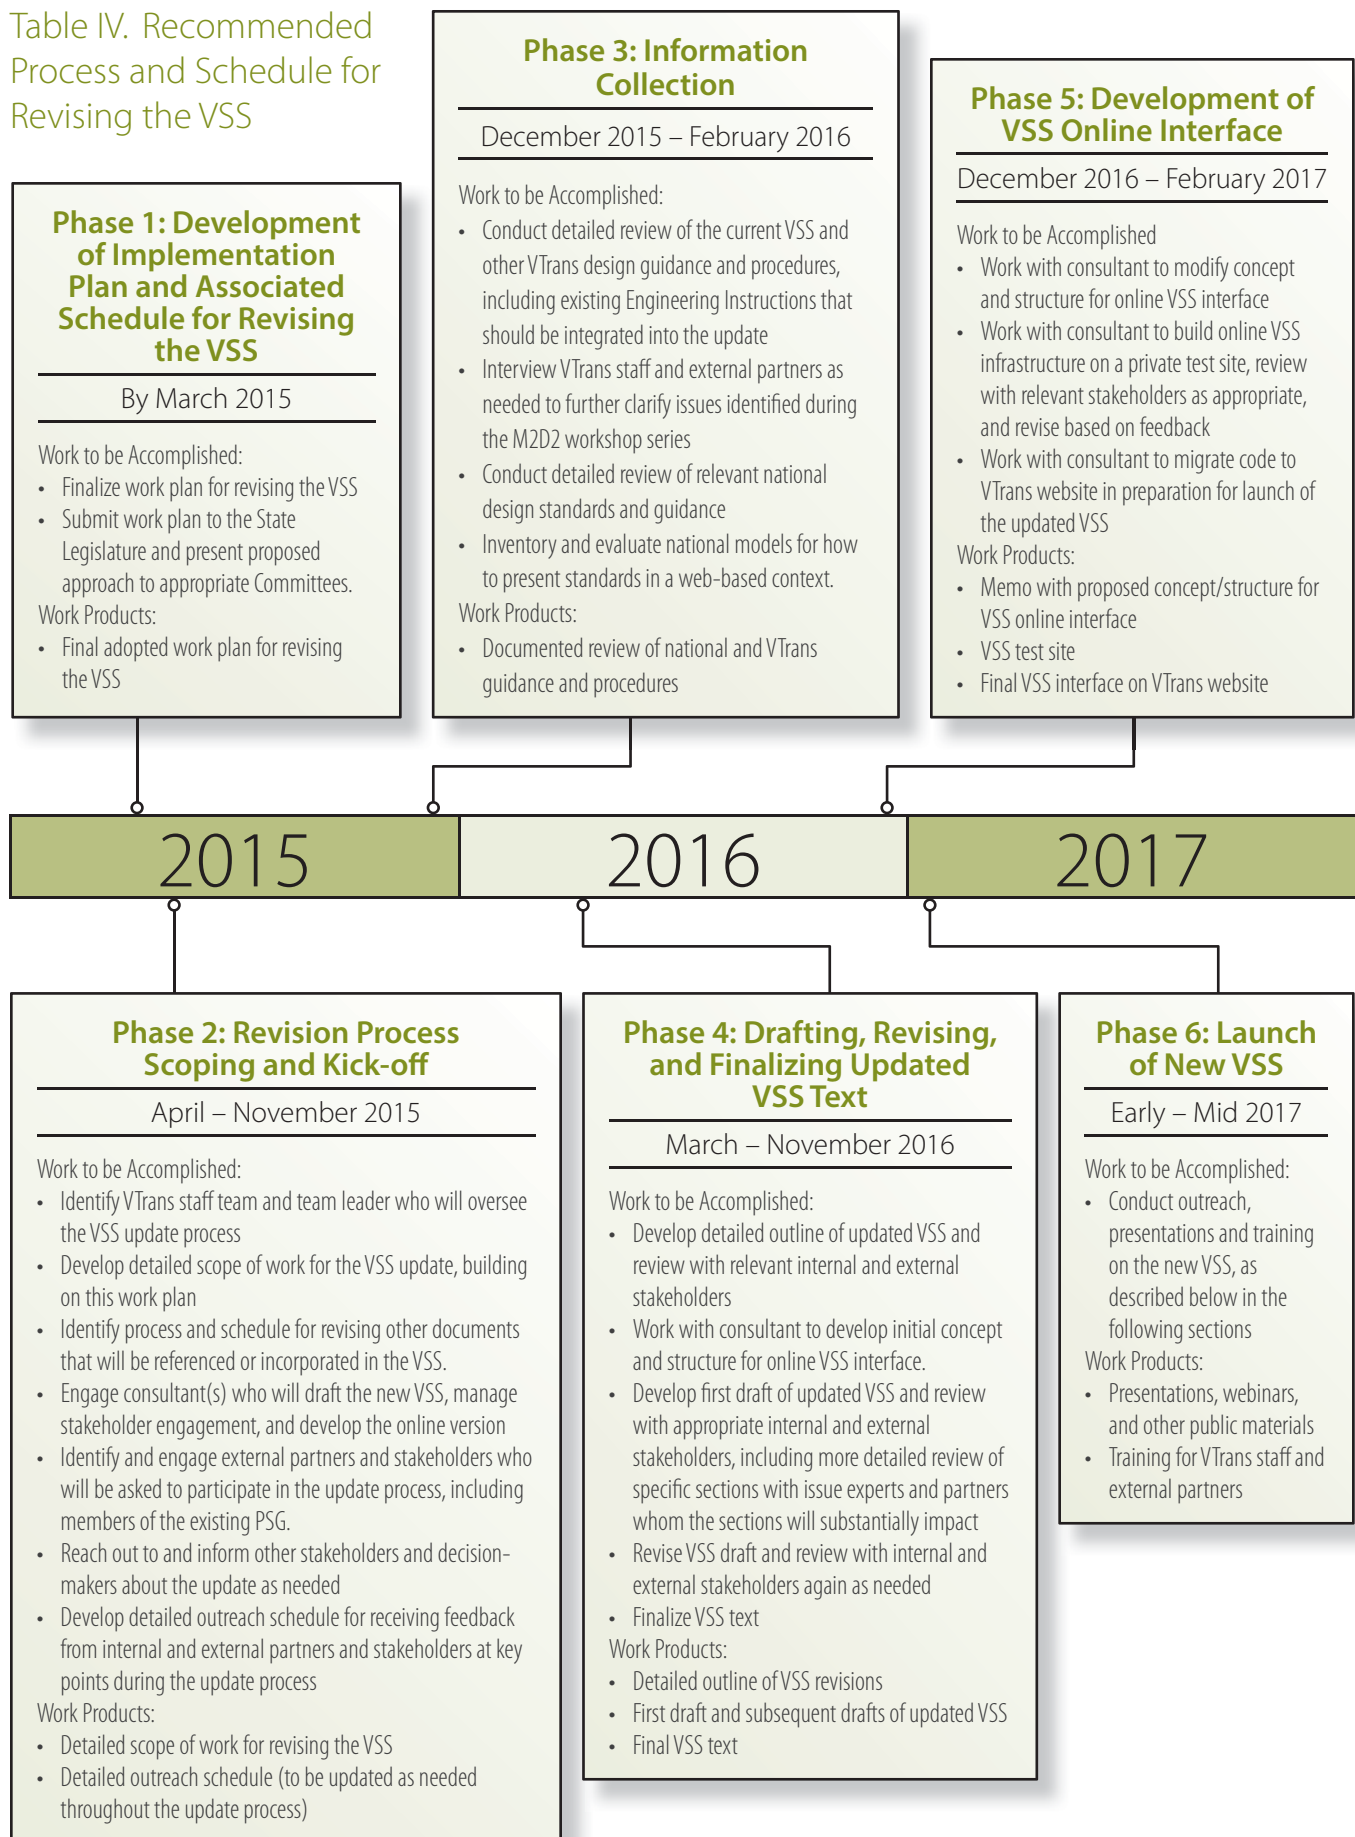 Table IV. Recommended
Process and Schedule for
Revising the VSS
Phase 1: Development
of Implementation
Plan and Associated
Schedule for Revising
the VSS
By March 2015
Work to be Accomplished:
• Finalize work plan for revising the VSS
• Submit work plan to the State
Legislature and present proposed
approach to appropriate Committees.
Work Products:
• Final adopted work plan for revising
the VSS
Phase 3: Information
Collection
December 2015 – February 2016
Work to be Accomplished:
• Conduct detailed review of the current VSS and
other VTrans design guidance and procedures,
including existing Engineering Instructions that
should be integrated into the update
• Interview VTrans staff and external partners as
needed to further clarify issues identified during
the M2D2 workshop series
• Conduct detailed review of relevant national
design standards and guidance
• Inventory and evaluate national models for how
to present standards in a web-based context.
Work Products:
• Documented review of national and VTrans
guidance and procedures
Phase 5: Development of
VSS Online Interface
December 2016 – February 2017
Work to be Accomplished
• Work with consultant to modify concept
and structure for online VSS interface
• Work with consultant to build online VSS
infrastructure on a private test site, review
with relevant stakeholders as appropriate,
and revise based on feedback
• Work with consultant to migrate code to
VTrans website in preparation for launch of
the updated VSS
Work Products:
• Memo with proposed concept/structure for
VSS online interface
• VSS test site
• Final VSS interface on VTrans website
2015
2016
2017
Phase 2: Revision Process
Scoping and Kick-off
April – November 2015
Work to be Accomplished:
• Identify VTrans staff team and team leader who will oversee
the VSS update process
• Develop detailed scope of work for the VSS update, building
on this work plan
• Identify process and schedule for revising other documents
that will be referenced or incorporated in the VSS.
• Engage consultant(s) who will draft the new VSS, manage
stakeholder engagement, and develop the online version
• Identify and engage external partners and stakeholders who
will be asked to participate in the update process, including
members of the existing PSG.
• Reach out to and inform other stakeholders and decision-
makers about the update as needed
• Develop detailed outreach schedule for receiving feedback
from internal and external partners and stakeholders at key
points during the update process
Work Products:
• Detailed scope of work for revising the VSS
• Detailed outreach schedule (to be updated as needed
throughout the update process)
Phase 4: Drafting, Revising,
and Finalizing Updated
VSS Text
March – November 2016
Work to be Accomplished:
• Develop detailed outline of updated VSS and
review with relevant internal and external
stakeholders
• Work with consultant to develop initial concept
and structure for online VSS interface.
• Develop first draft of updated VSS and review
with appropriate internal and external
stakeholders, including more detailed review of
specific sections with issue experts and partners
whom the sections will substantially impact
• Revise VSS draft and review with internal and
external stakeholders again as needed
• Finalize VSS text
Work Products:
• Detailed outline of VSS revisions
• First draft and subsequent drafts of updated VSS
• Final VSS text
Phase 6: Launch
of New VSS
Early – Mid 2017
Work to be Accomplished:
• Conduct outreach,
presentations and training
on the new VSS, as
described below in the
following sections
Work Products:
• Presentations, webinars,
and other public materials
• Training for VTrans staff and
external partners